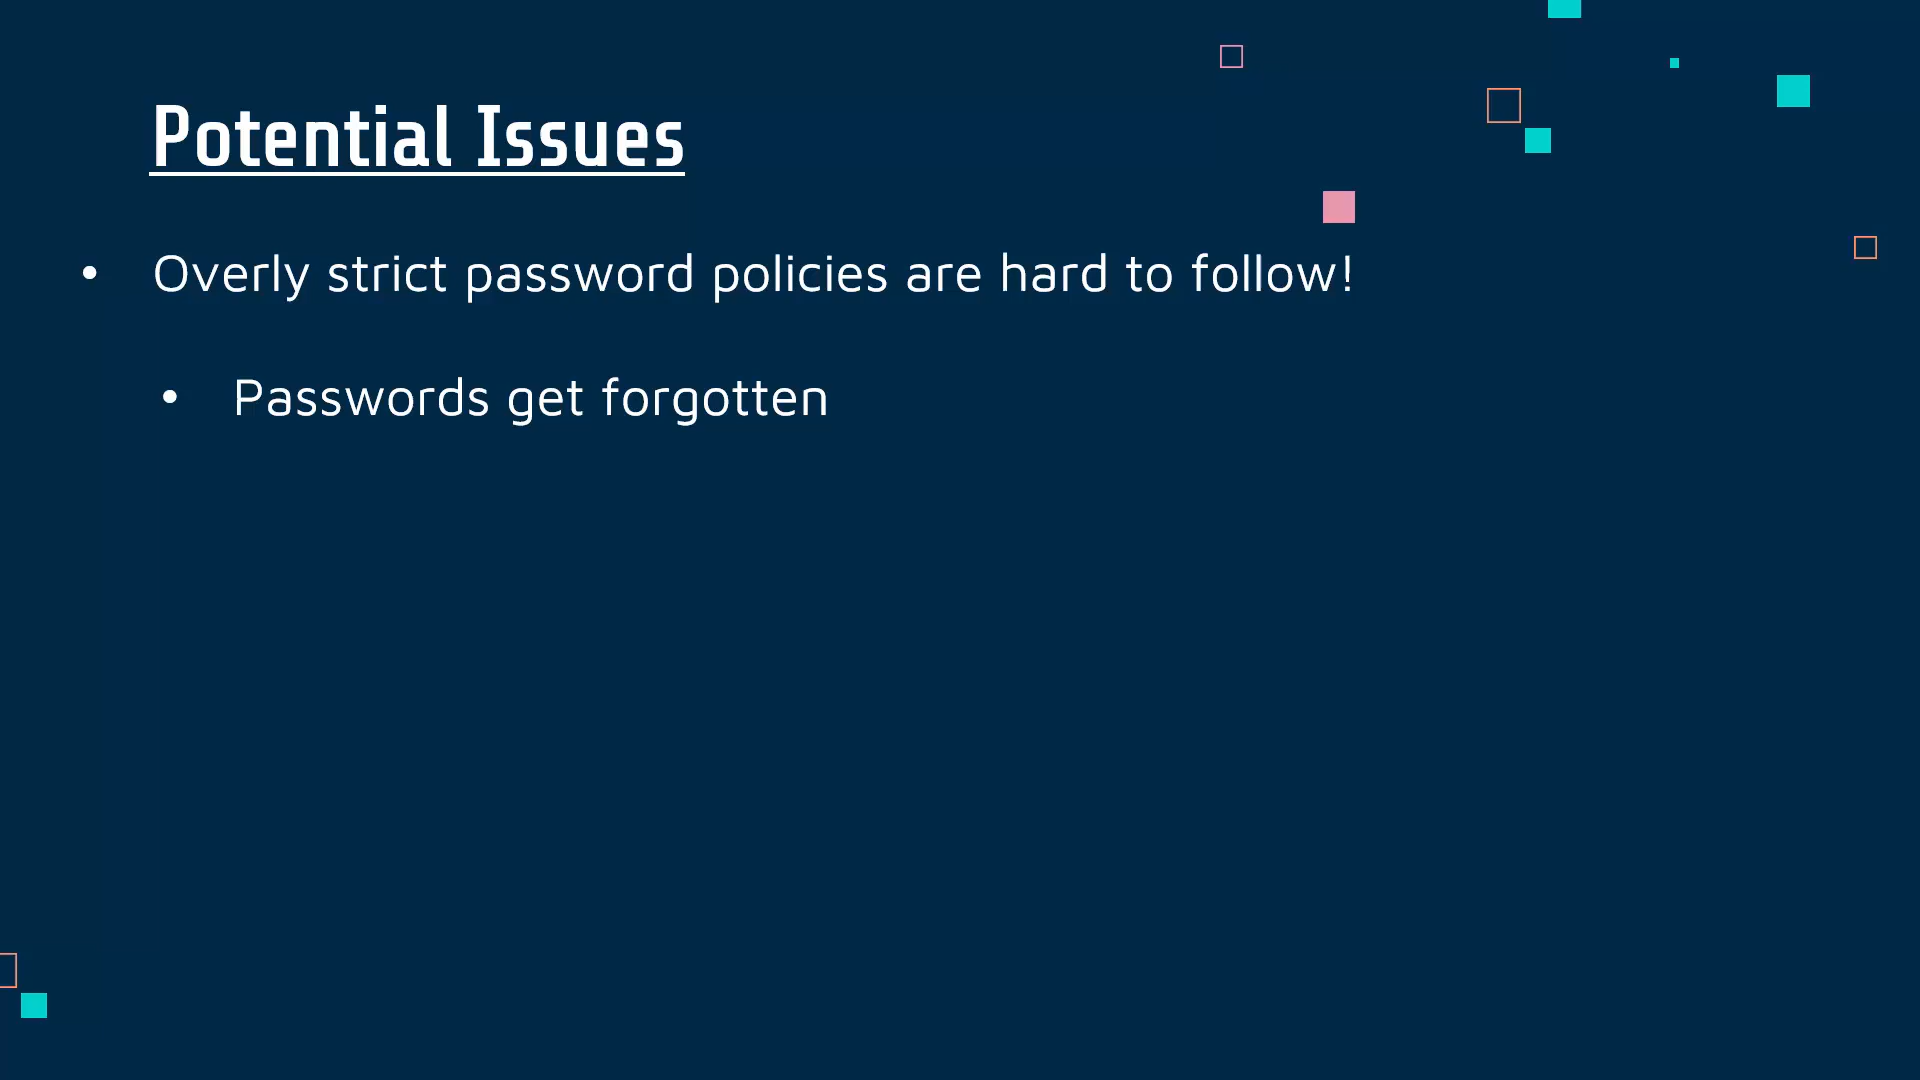 Potential Issues
• Overly strict password policies are hard to follow!
• Passwords get forgotten